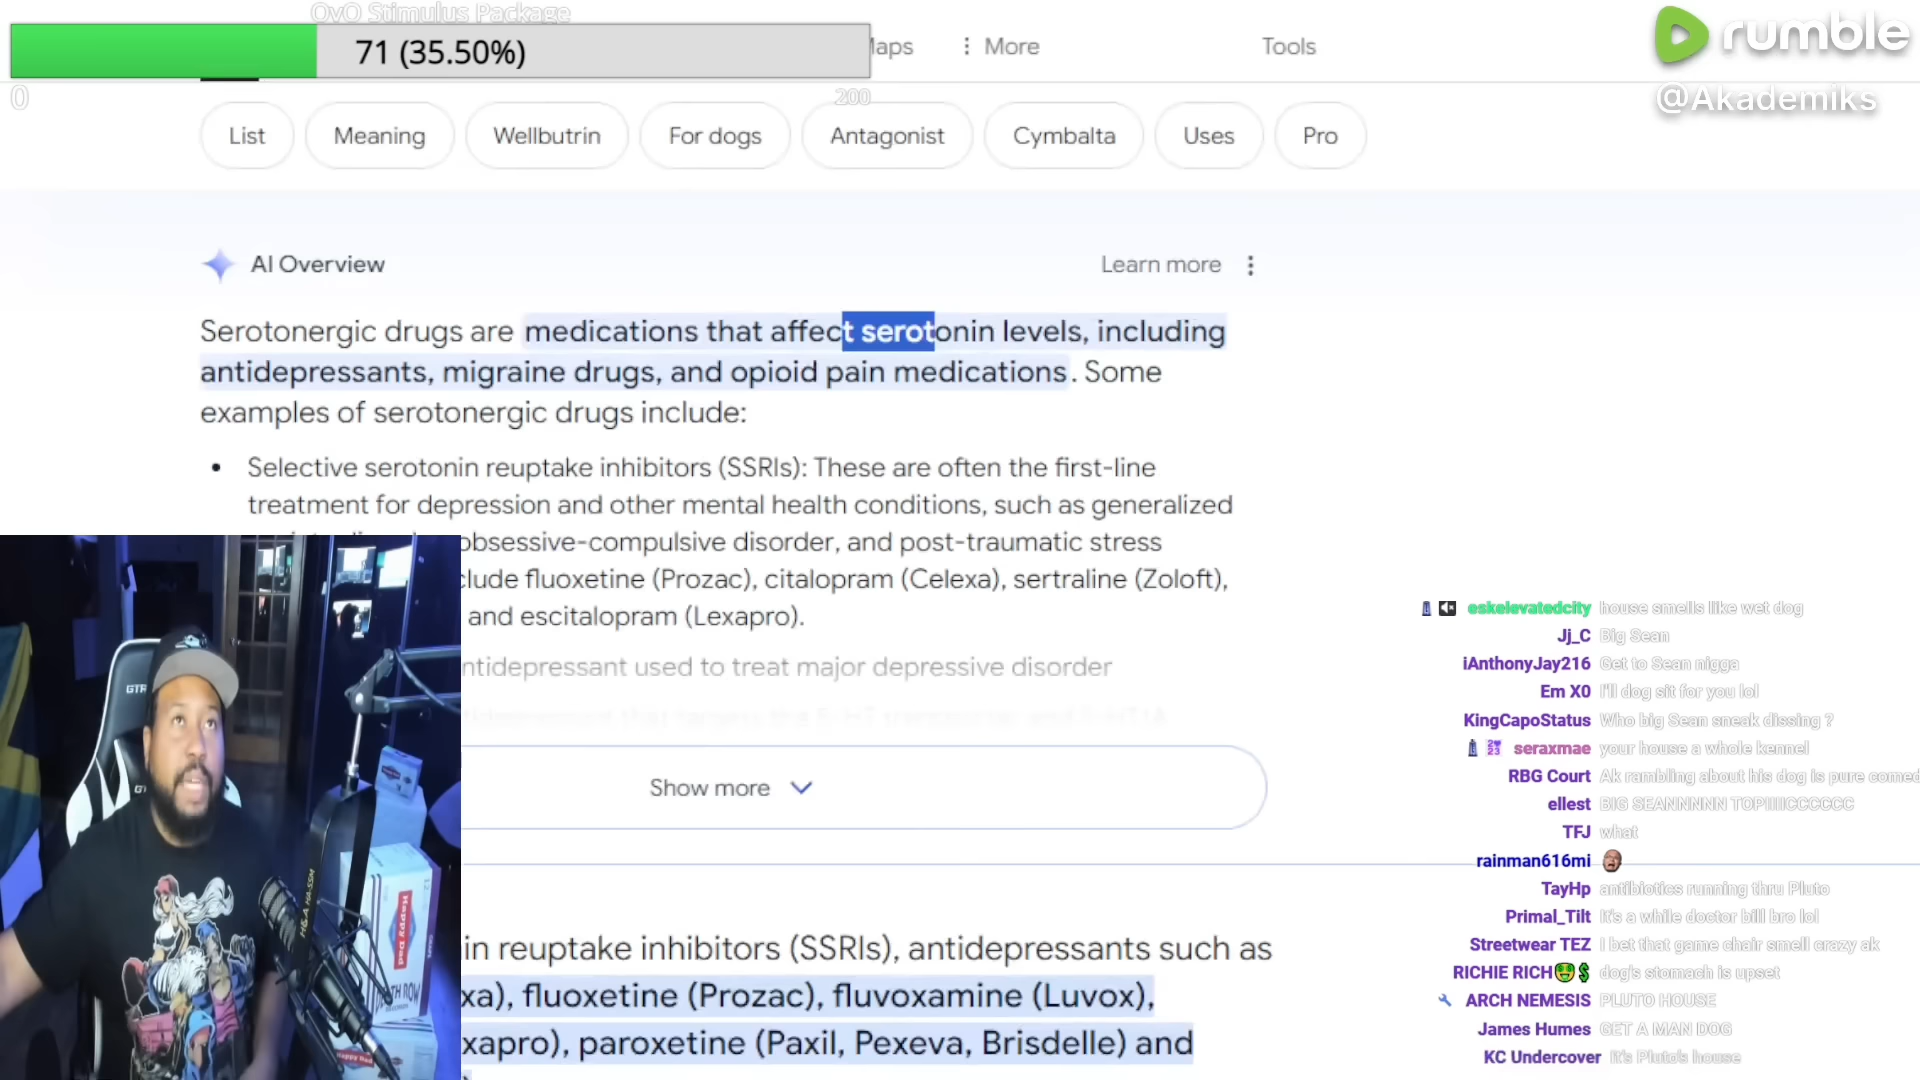 OvO Stimulus Package
71 (35.50%)
0
200
Maps
More
Tools
rumble
@Akademiks
List
Meaning
Wellbutrin
For dogs
Antagonist
Cymbalta
Uses
Pro
AI Overview
Learn more
Serotonergic drugs are medications that affect serotonin levels, including
antidepressants, migraine drugs, and opioid pain medications. Some
examples of serotonergic drugs include:
• Selective serotonin reuptake inhibitors (SSRIs): These are often the first-line
treatment for depression and other mental health conditions, such as generalized
obsessive-compulsive disorder, and post-traumatic stress
clude fluoxetine (Prozac), citalopram (Celexa), sertraline (Zoloft),
and escitalopram (Lexapro).
ntidepressant used to treat major depressive disorder
Show more
in reuptake inhibitors (SSRIs), antidepressants such as
xa), fluoxetine (Prozac), fluvoxamine (Luvox),
xapro), paroxetine (Paxil, Pexeva, Brisdelle) and
eskelevatedcity house smells like wet dog
Jj_C Big Sean
iAnthonyJay216 Get to Sean nigga
Em X0 I'll dog sit for you lol
KingCapoStatus Who big Sean sneak dissing ?
seraxmae your house a whole kennel
RBG Court Ak rambling about his dog is pure comed
ellest BIG SEANNNNN TOPIIIICCCCCC
TFJ what
rainman616mi
TayHp antibiotics running thru Pluto
Primal_Tilt It's a while doctor bill bro lol
Streetwear TEZ I bet that game chair smell crazy ak
RICHIE RICH🤑💲 dog's stomach is upset
ARCH NEMESIS PLUTO HOUSE
James Humes GET A MAN DOG
KC Undercover It's Pluto's house
GTR
H&A HA-SSM
Happy Dad